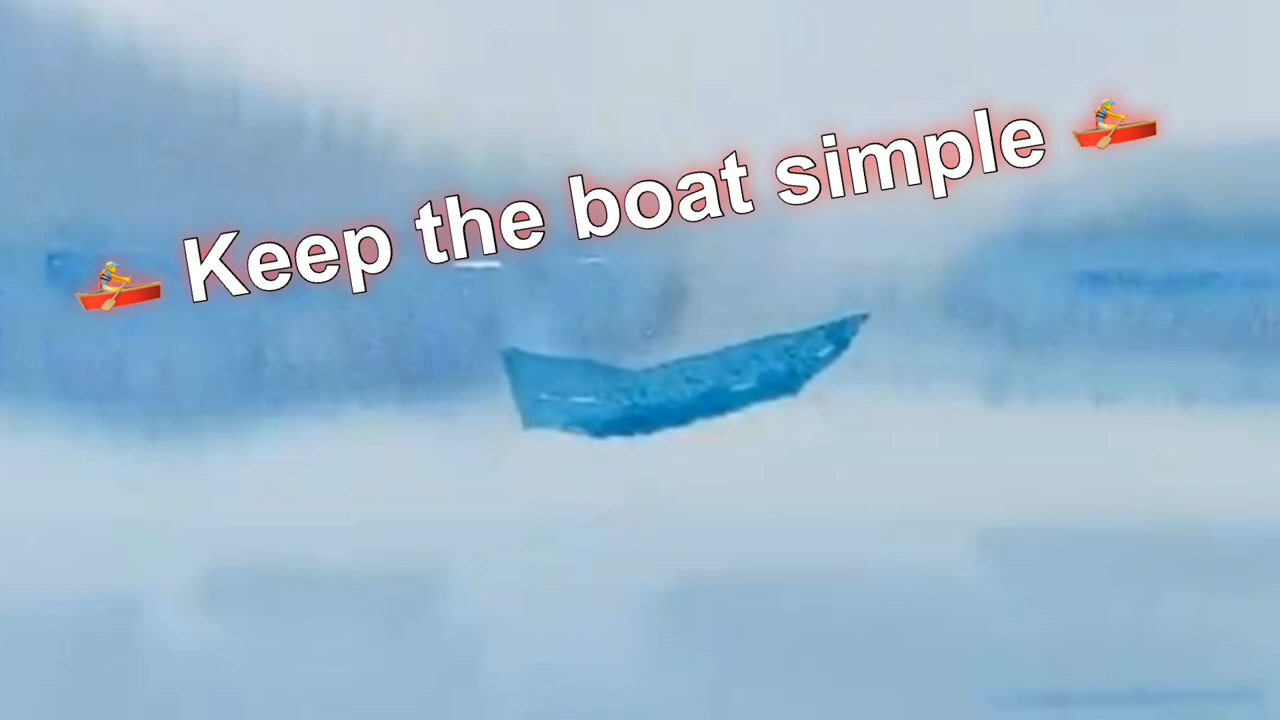 🚣 Keep the boat simple 🚣